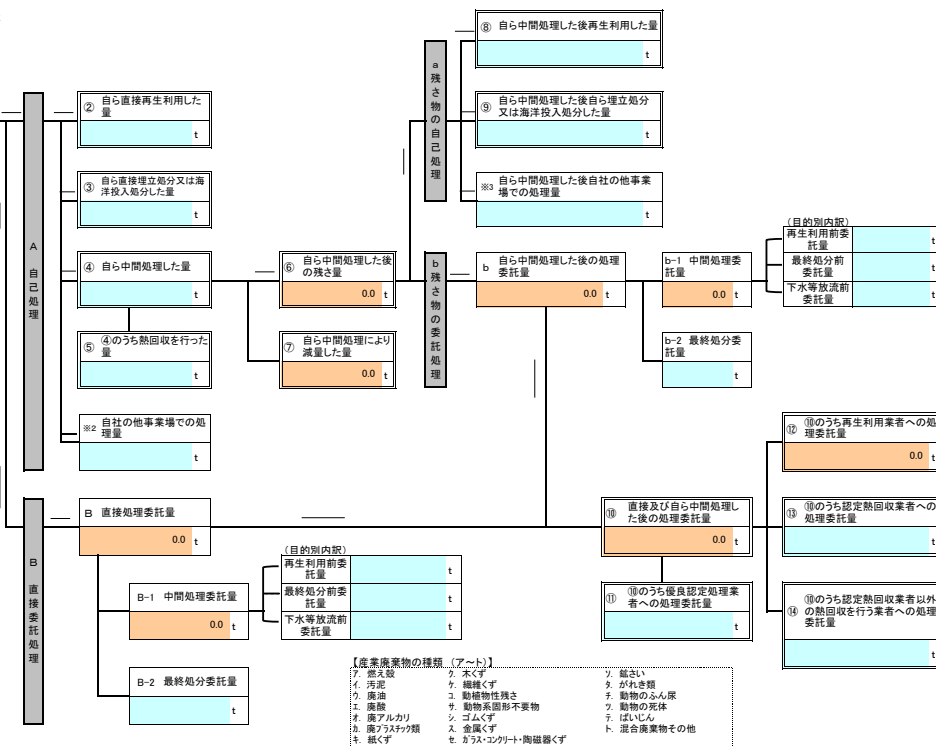 ⑧ 自ら中間処理した後再生利用した量
t
a 残さ物の自己処理
② 自ら直接再生利用した
量
t
⑨ 自ら中間処理した後自ら埋立処分
又は海洋投入処分した量
t
③ 自ら直接埋立処分又は海
洋投入処分した量
t
※3 自ら中間処理した後自社の他事業
場での処理量
t
A 自己処理
④ 自ら中間処理した量
t
⑥ 自ら中間処理した後
の残さ量
0.0 t
b 残さ物の委託処理
b 自ら中間処理した後の処理
委託量
0.0 t
b-1 中間処理委
託量
0.0 t
(目的別内訳)
再生利用前委
託量
t
最終処分前
委託量
t
下水等放流前
委託量
t
⑤ ④のうち熱回収を行った
量
t
⑦ 自ら中間処理により
減量した量
0.0 t
b-2 最終処分委
託量
t
※2 自社の他事業場での処
理量
t
⑫ ⑩のうち再生利用業者への処
理委託量
0.0 t
B 直接委託処理
B 直接処理委託量
0.0 t
⑩ 直接及び自ら中間処理し
た後の処理委託量
0.0 t
⑬ ⑩のうち認定熱回収業者への
処理委託量
t
(目的別内訳)
再生利用前委
託量
t
最終処分前委
託量
t
下水等放流前
委託量
t
B-1 中間処理委託量
0.0 t
⑪ ⑩のうち優良認定処理業
者への処理委託量
t
⑭ ⑩のうち認定熱回収業者以外
の熱回収を行う業者への処理
委託量
t
B-2 最終処分委託量
t
【産業廃棄物の種類 (ア～ト)】
ア. 燃え殻 ク. 木くず ソ. 鉱さい
イ. 汚泥 ケ. 繊維くず タ. がれき類
ウ. 廃油 コ. 動植物性残さ チ. 動物のふん尿
エ. 廃酸 サ. 動物系固形不要物 ツ. 動物の死体
オ. 廃アルカリ シ. ゴムくず テ. ばいじん
カ. 廃プラスチック類 ス. 金属くず ト. 混合廃棄物その他
キ. 紙くず セ. ガラス・コンクリート・陶磁器くず